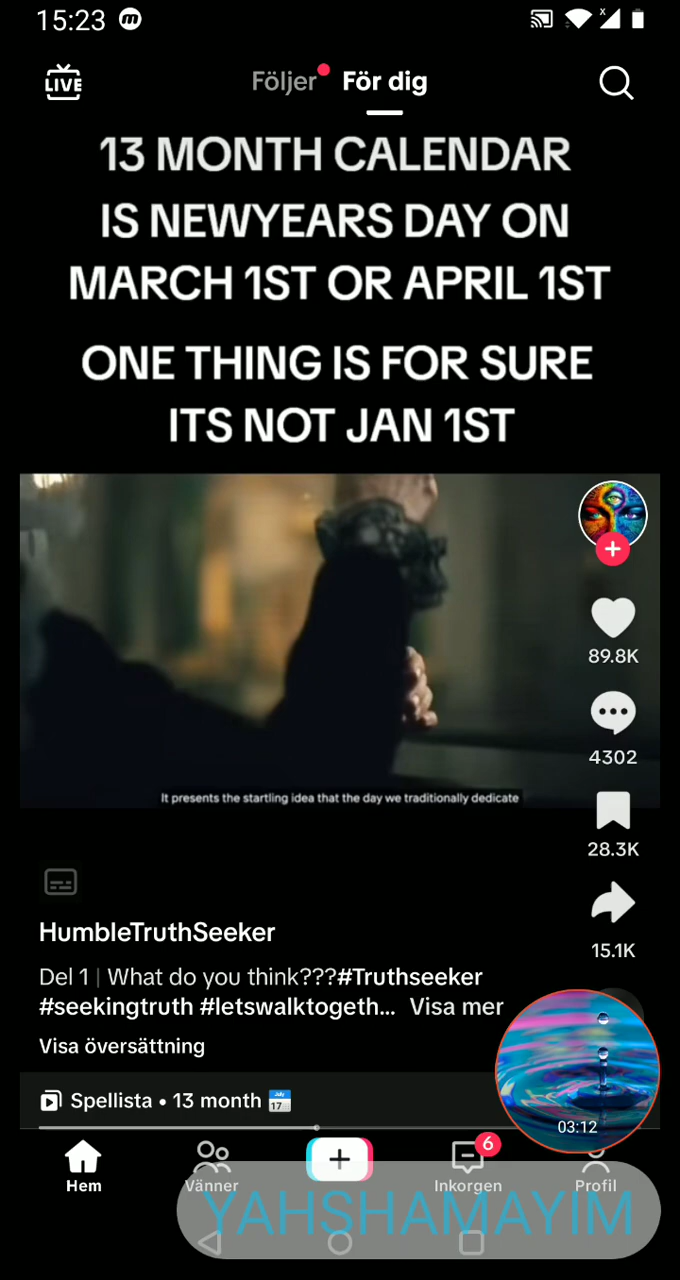 15:23
LIVE
Följer För dig
13 MONTH CALENDAR
IS NEWYEARS DAY ON
MARCH 1ST OR APRIL 1ST
ONE THING IS FOR SURE
ITS NOT JAN 1ST
89.8K
4302
It presents the startling idea that the day we traditionally dedicate
28.3K
HumbleTruthSeeker
15.1K
Del 1 | What do you think???#Truthseeker
#seekingtruth #letswalktogeth... Visa mer
Visa översättning
Spellista • 13 month July 17
03:12
6
Hem Vänner Inkorgen Profil
YAHSHAMAYIM